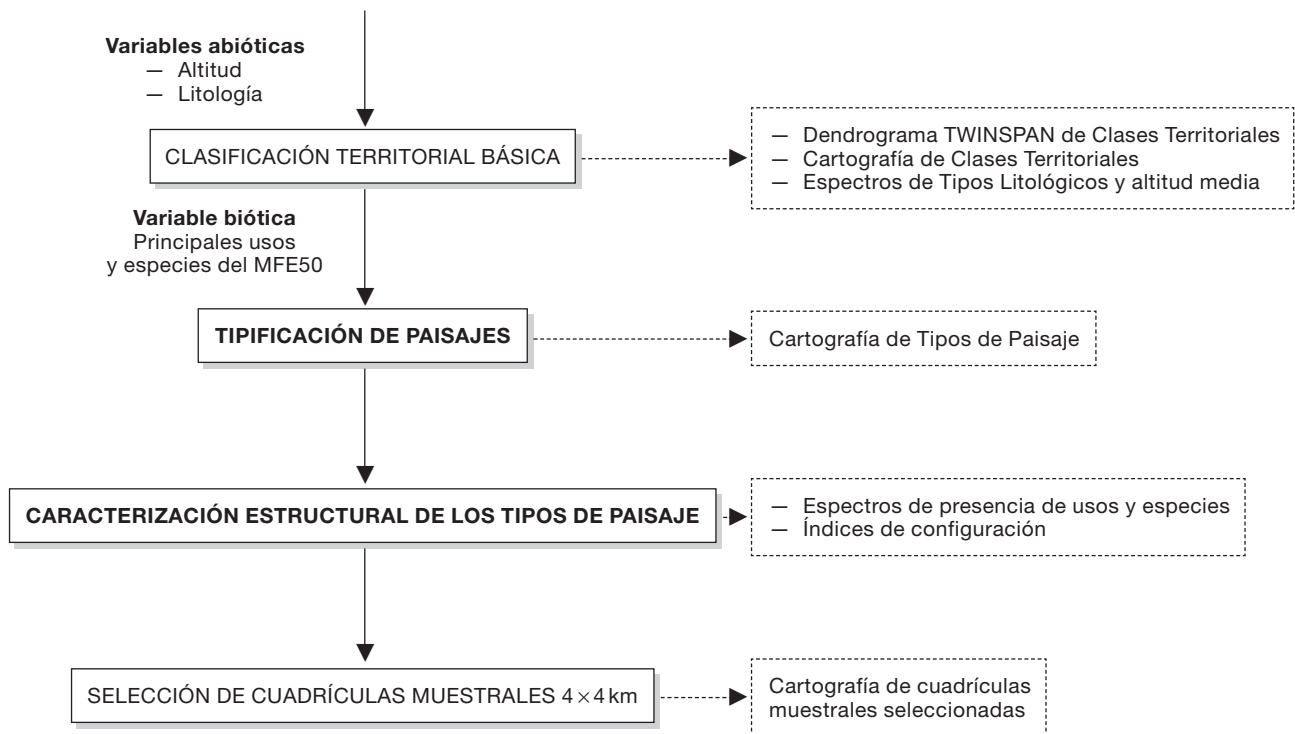 Variables abióticas
— Altitud
— Litología
CLASIFICACIÓN TERRITORIAL BÁSICA
— Dendrograma TWINSPAN de Clases Territoriales
— Cartografía de Clases Territoriales
— Espectros de Tipos Litológicos y altitud media
Variable biótica
Principales usos
y especies del MFE50
TIPIFICACIÓN DE PAISAJES
Cartografía de Tipos de Paisaje
CARACTERIZACIÓN ESTRUCTURAL DE LOS TIPOS DE PAISAJE
— Espectros de presencia de usos y especies
— Índices de configuración
SELECCIÓN DE CUADRÍCULAS MUESTRALES 4 × 4 km
Cartografía de cuadrículas
muestrales seleccionadas